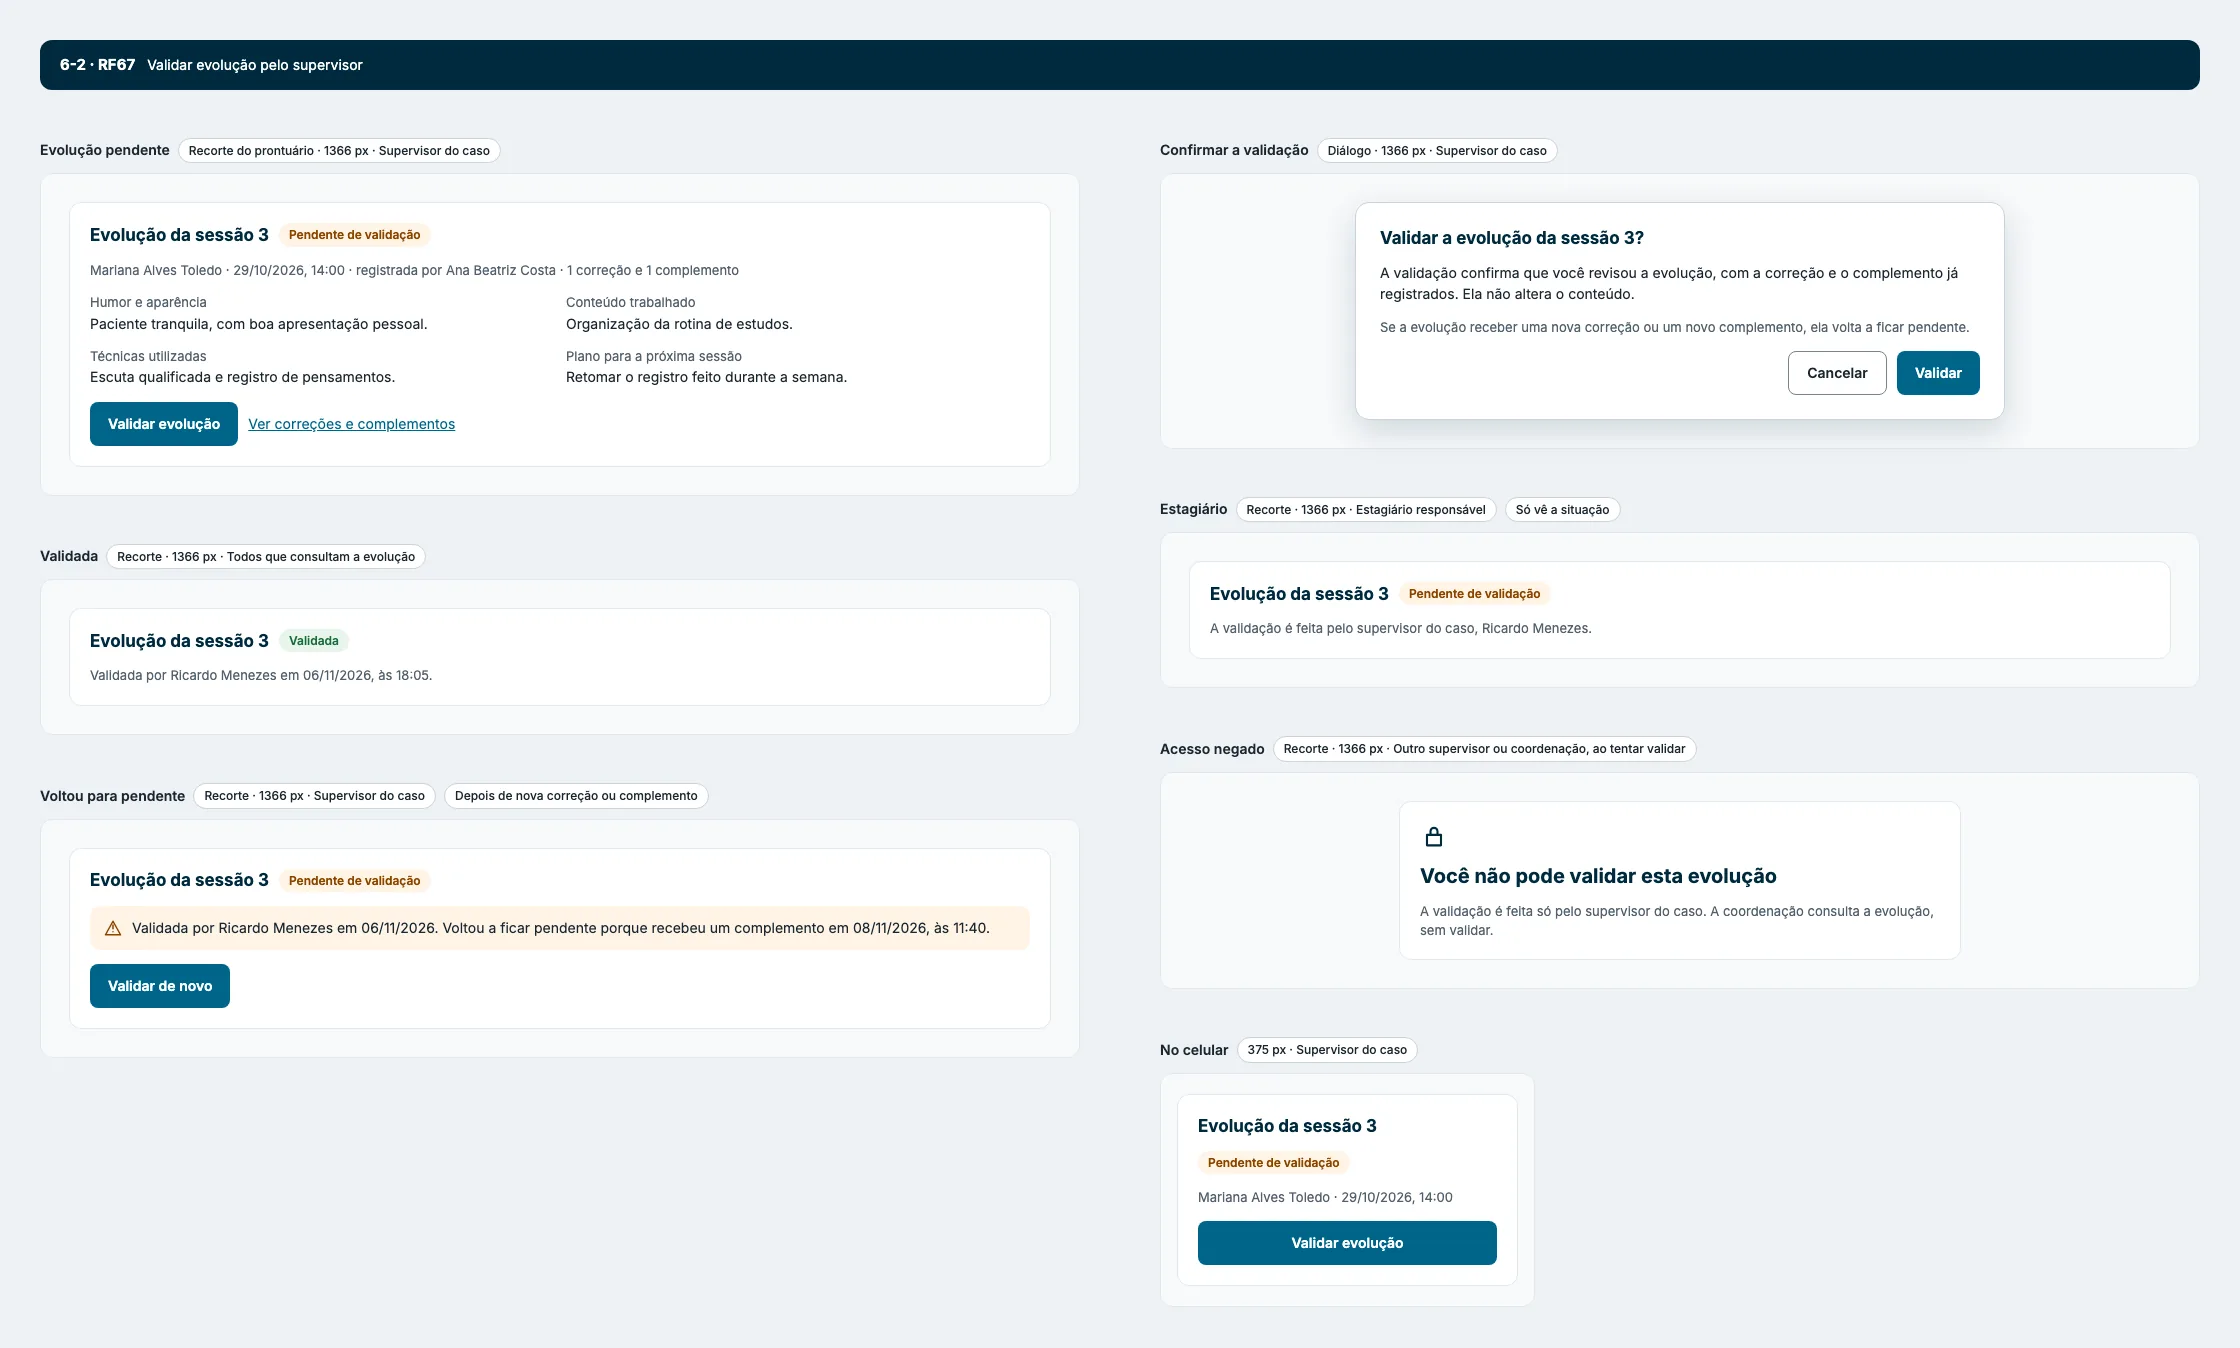 6-2 · RF67 Validar evolução pelo supervisor
Evolução pendente
Recorte do prontuário · 1366 px · Supervisor do caso
Evolução da sessão 3
Pendente de validação
Mariana Alves Toledo · 29/10/2026, 14:00 · registrada por Ana Beatriz Costa · 1 correção e 1 complemento
Humor e aparência
Paciente tranquila, com boa apresentação pessoal.
Conteúdo trabalhado
Organização da rotina de estudos.
Técnicas utilizadas
Escuta qualificada e registro de pensamentos.
Plano para a próxima sessão
Retomar o registro feito durante a semana.
Validar evolução
Ver correções e complementos
Validada
Recorte · 1366 px · Todos que consultam a evolução
Evolução da sessão 3
Validada
Validada por Ricardo Menezes em 06/11/2026, às 18:05.
Voltou para pendente
Recorte · 1366 px · Supervisor do caso
Depois de nova correção ou complemento
Evolução da sessão 3
Pendente de validação
Validada por Ricardo Menezes em 06/11/2026. Voltou a ficar pendente porque recebeu um complemento em 08/11/2026, às 11:40.
Validar de novo
Confirmar a validação
Diálogo · 1366 px · Supervisor do caso
Validar a evolução da sessão 3?
A validação confirma que você revisou a evolução, com a correção e o complemento já
registrados. Ela não altera o conteúdo.
Se a evolução receber uma nova correção ou um novo complemento, ela volta a ficar pendente.
Cancelar
Validar
Estagiário
Recorte · 1366 px · Estagiário responsável
Só vê a situação
Evolução da sessão 3
Pendente de validação
A validação é feita pelo supervisor do caso, Ricardo Menezes.
Acesso negado
Recorte · 1366 px · Outro supervisor ou coordenação, ao tentar validar
Você não pode validar esta evolução
A validação é feita só pelo supervisor do caso. A coordenação consulta a evolução,
sem validar.
No celular
375 px · Supervisor do caso
Evolução da sessão 3
Pendente de validação
Mariana Alves Toledo · 29/10/2026, 14:00
Validar evolução